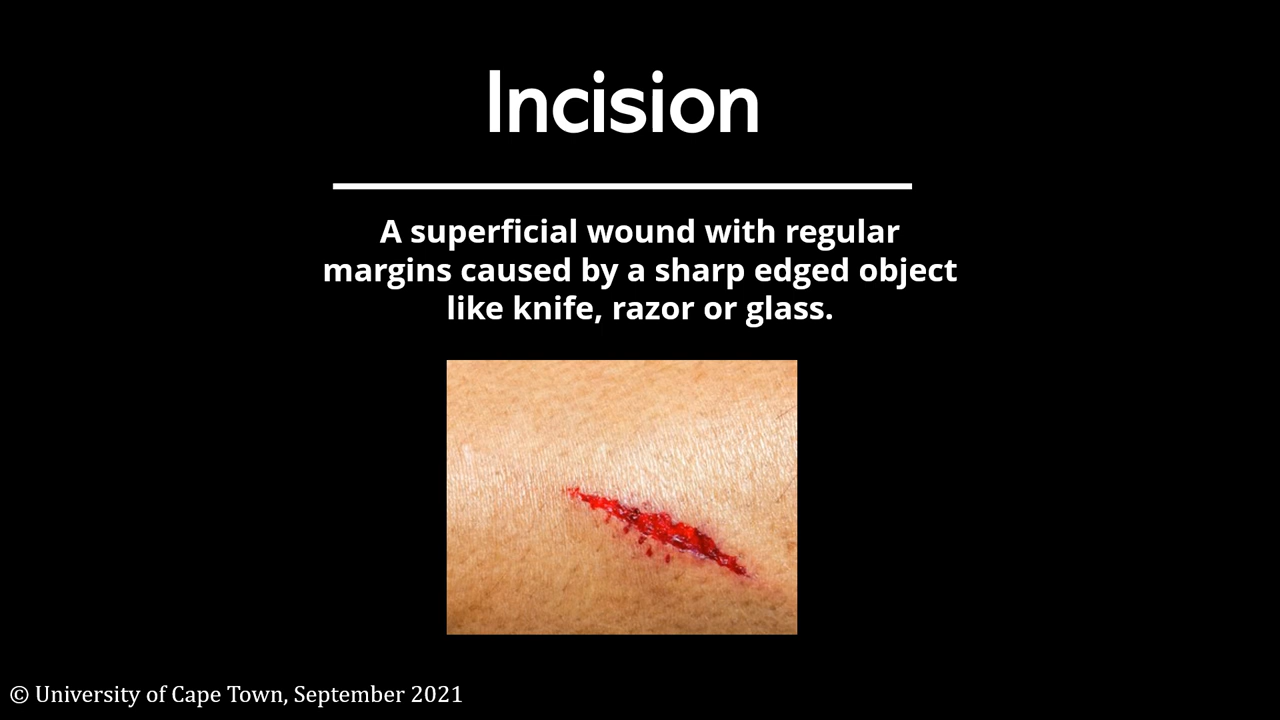 Incision
A superficial wound with regular
margins caused by a sharp edged object
like knife, razor or glass.
© University of Cape Town, September 2021